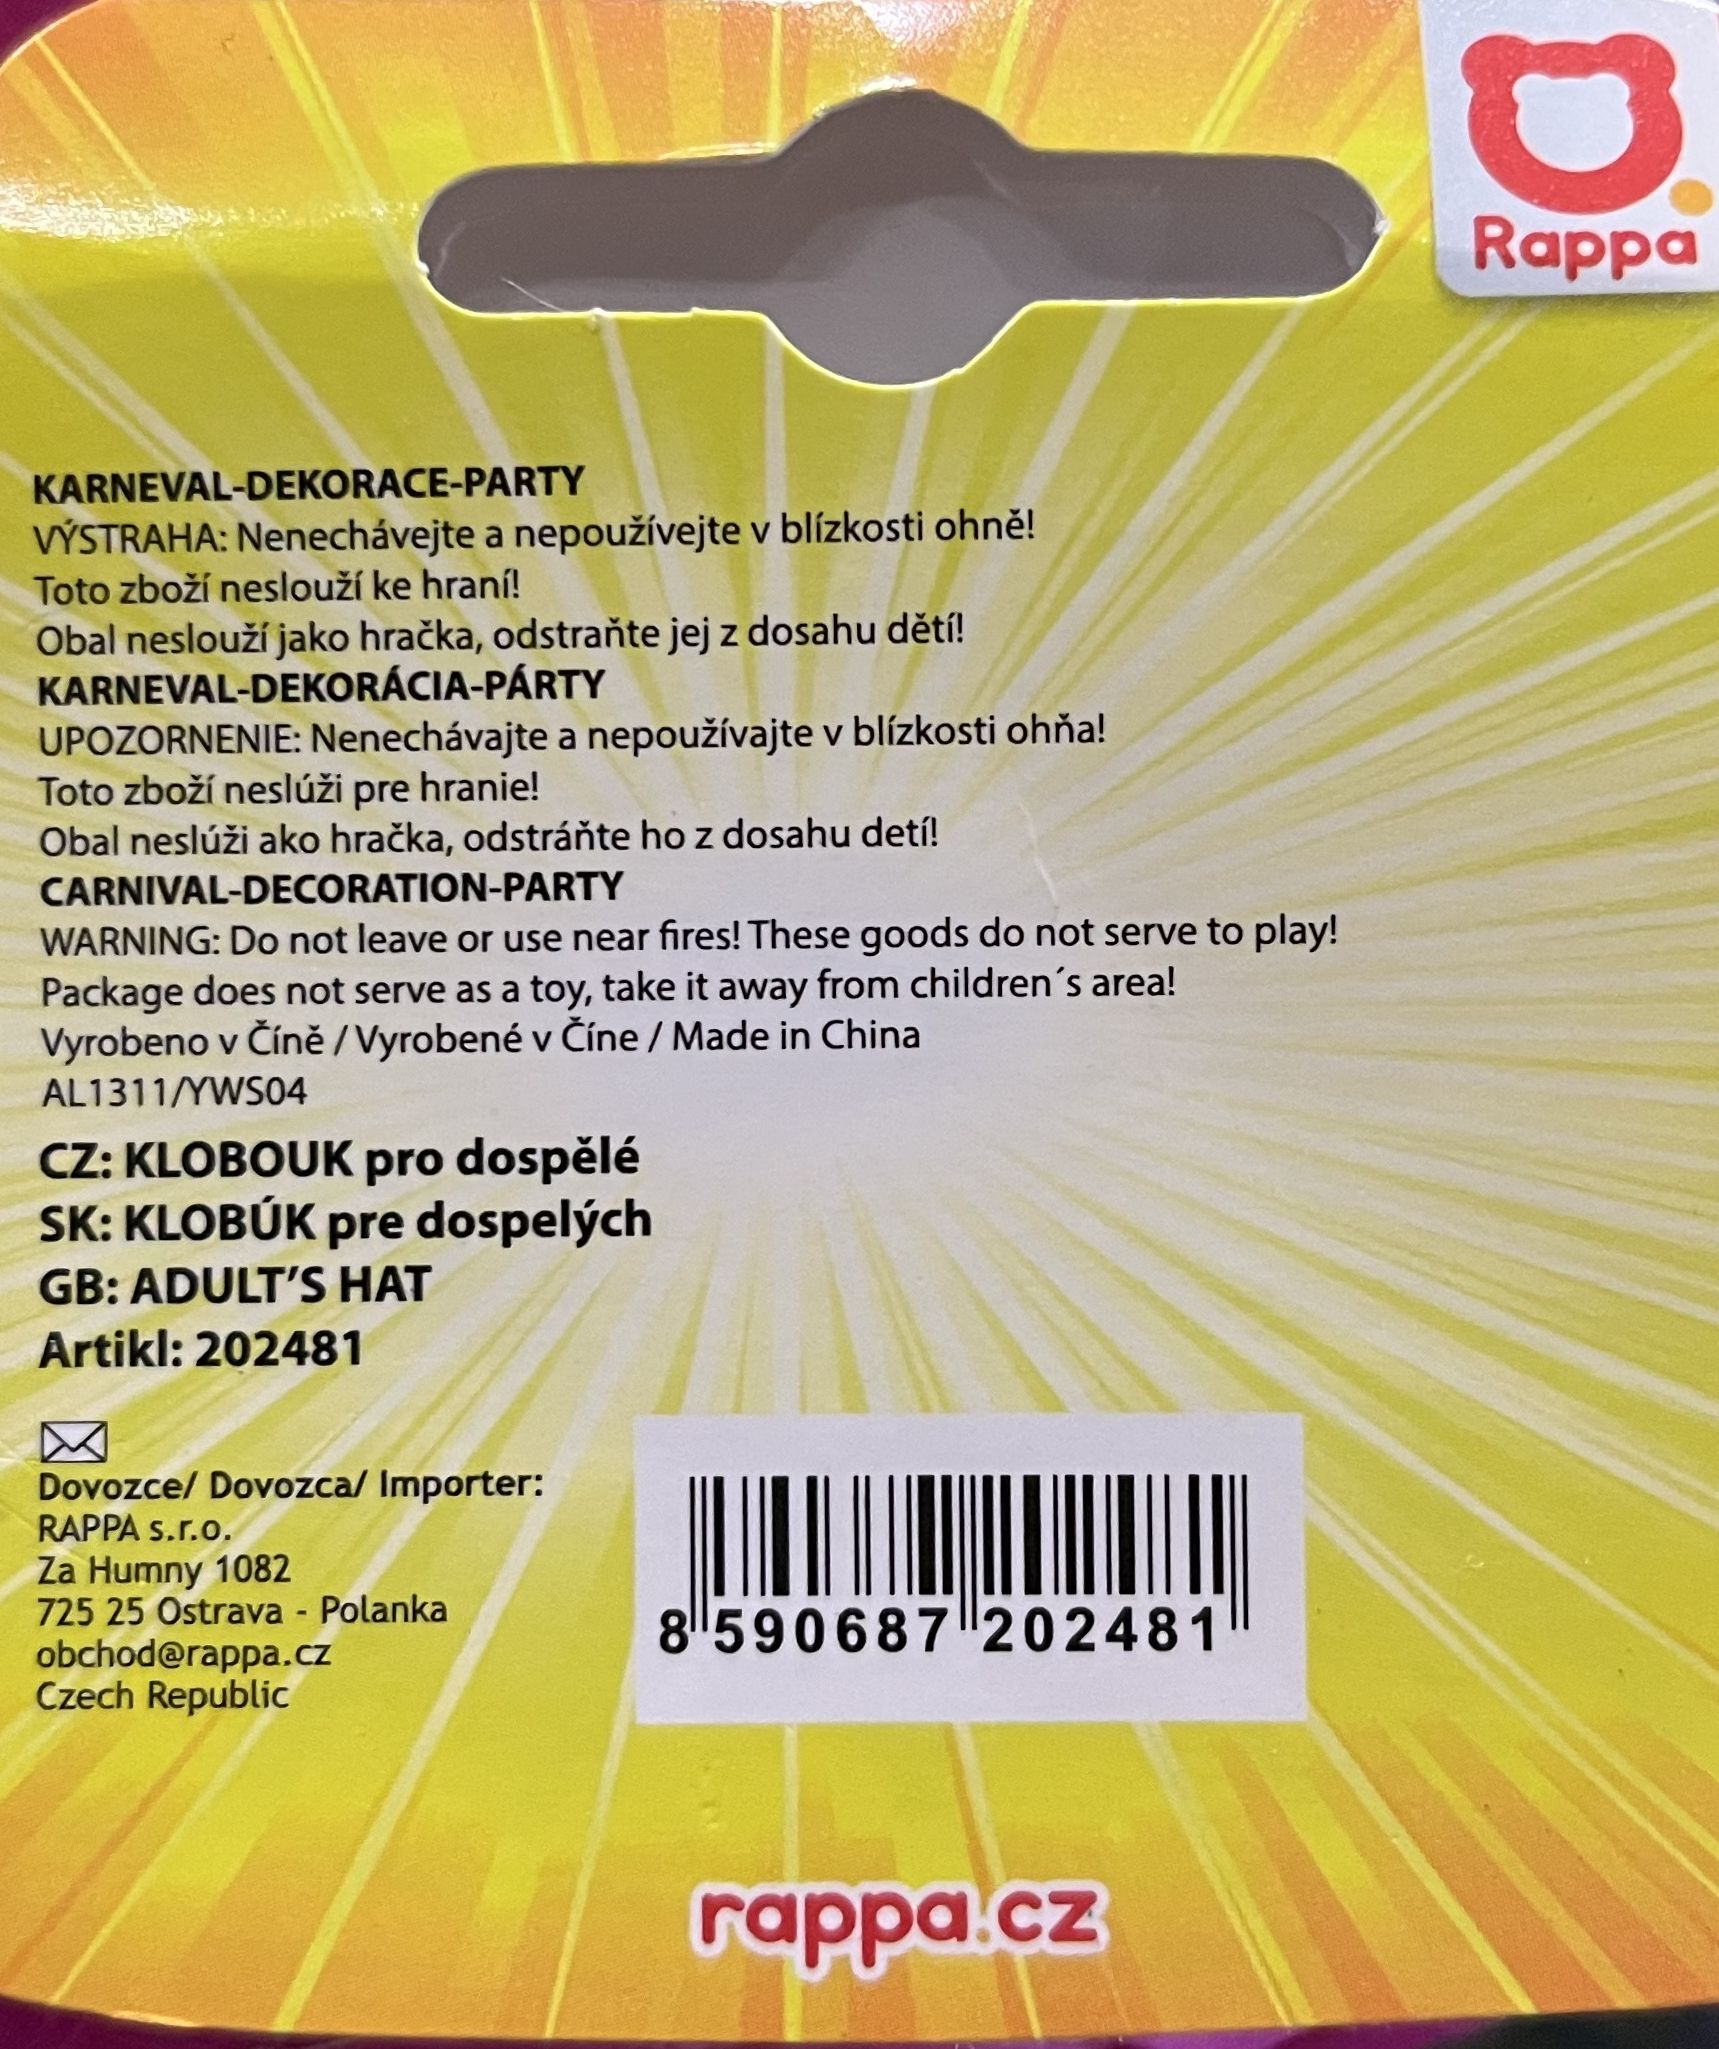 Rappa
KARNEVAL-DEKORACE-PARTY
VÝSTRAHA: Nenechávejte a nepoužívejte v blízkosti ohně!
Toto zboží neslouží ke hraní!
Obal neslouží jako hračka, odstraňte jej z dosahu dětí!
KARNEVAL-DEKORÁCIA-PÁRTY
UPOZORNENIE: Nenechávajte a nepoužívajte v blízkosti ohňa!
Toto zboží neslúži pre hranie!
Obal neslúži ako hračka, odstráňte ho z dosahu detí!
CARNIVAL-DECORATION-PARTY
WARNING: Do not leave or use near fires! These goods do not serve to play!
Package does not serve as a toy, take it away from children´s area!
Vyrobeno v Číně / Vyrobené v Číne / Made in China
AL1311/YWS04
CZ: KLOBOUK pro dospělé
SK: KLOBÚK pre dospelých
GB: ADULT’S HAT
Artikl: 202481
Dovozce/ Dovozca/ Importer:
RAPPA s.r.o.
Za Humny 1082
725 25 Ostrava - Polanka
obchod@rappa.cz
Czech Republic
8 590687 202481
rappa.cz